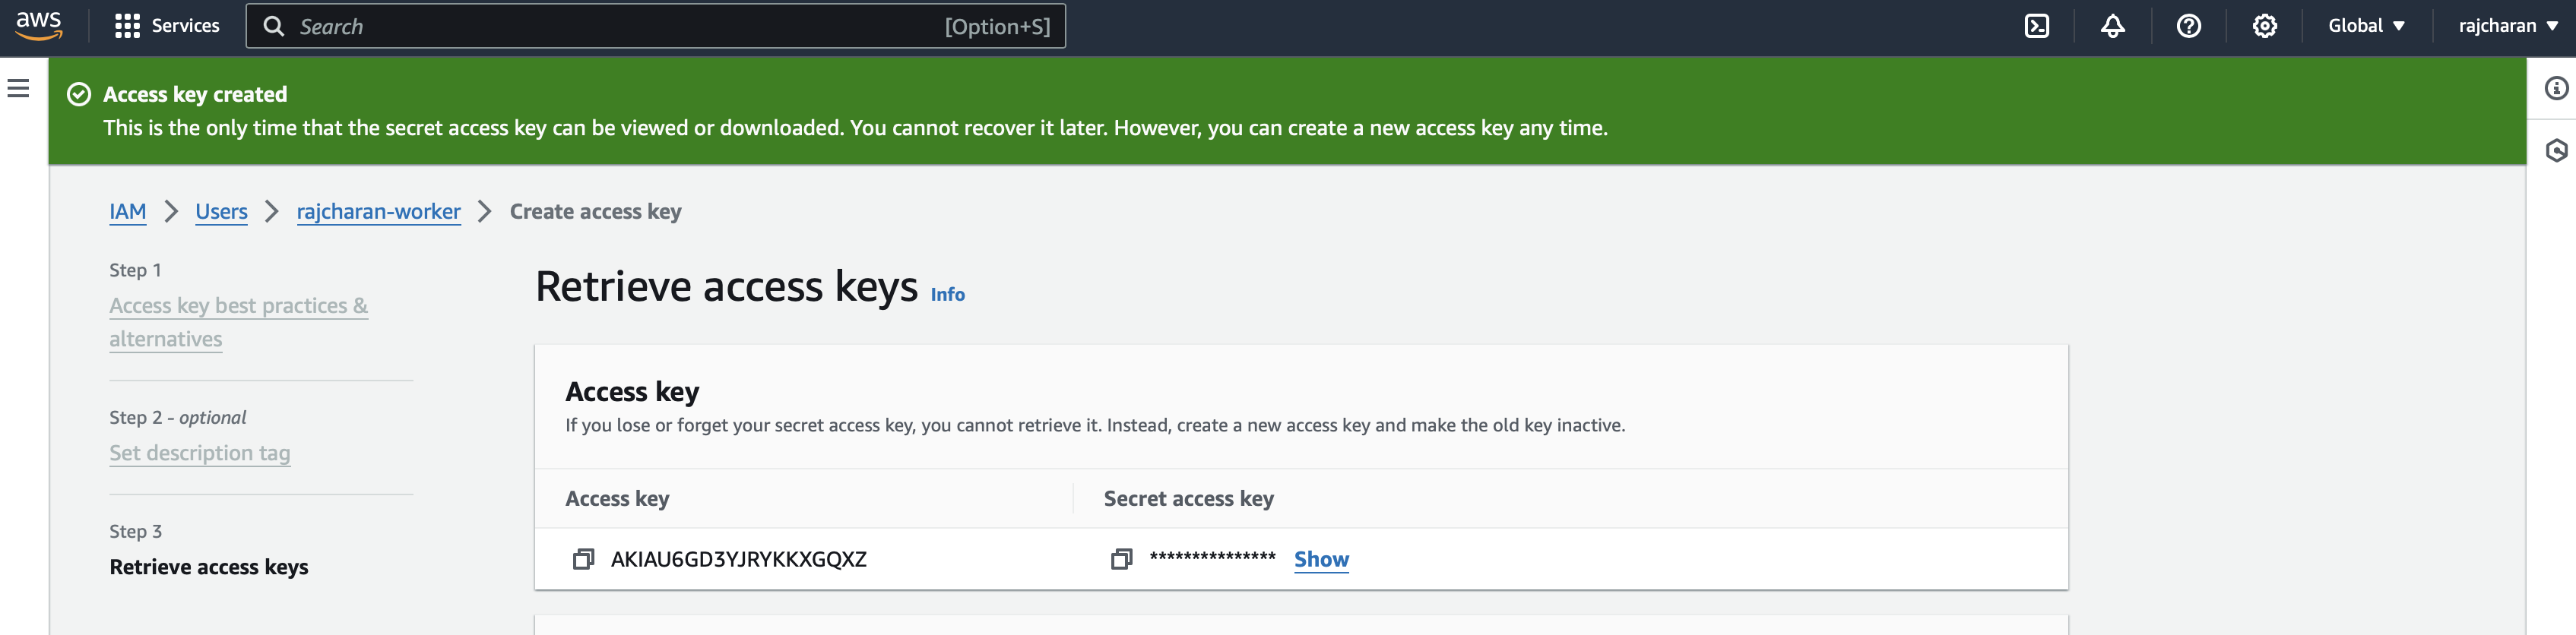 aws
Services
Search
[Option+S]
Global
rajcharan
Access key created
This is the only time that the secret access key can be viewed or downloaded. You cannot recover it later. However, you can create a new access key any time.
IAM
Users
rajcharan-worker
Create access key
Step 1
Access key best practices &
alternatives
Step 2 - optional
Set description tag
Step 3
Retrieve access keys
Retrieve access keys Info
Access key
If you lose or forget your secret access key, you cannot retrieve it. Instead, create a new access key and make the old key inactive.
Access key
Secret access key
AKIAU6GD3YJRYKKXGQXZ
*************** Show